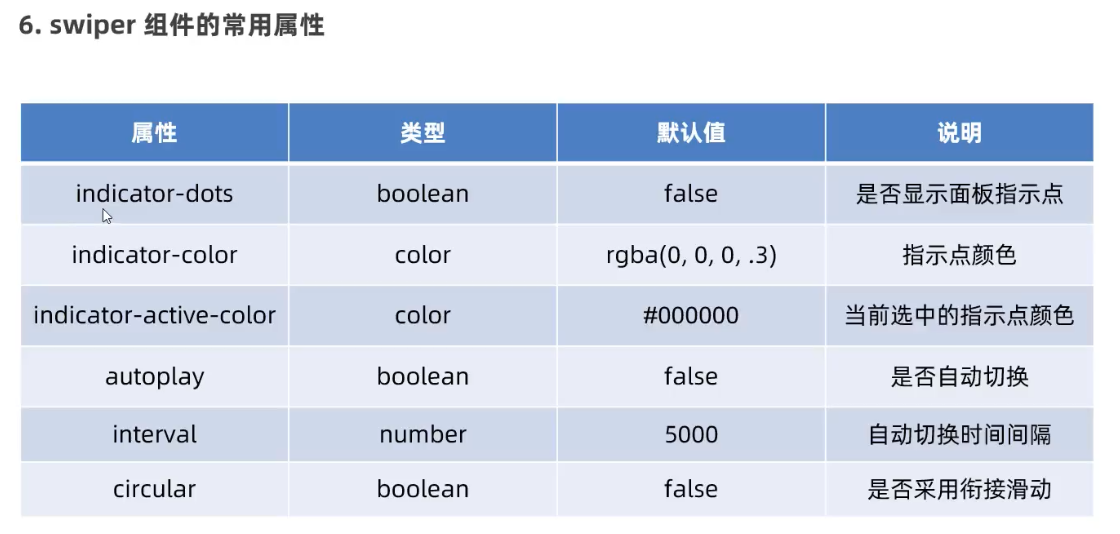 6. swiper 组件的常用属性
属性 类型 默认值 说明
indicator-dots boolean false 是否显示面板指示点
indicator-color color rgba(0, 0, 0, .3) 指示点颜色
indicator-active-color color #000000 当前选中的指示点颜色
autoplay boolean false 是否自动切换
interval number 5000 自动切换时间间隔
circular boolean false 是否采用衔接滑动